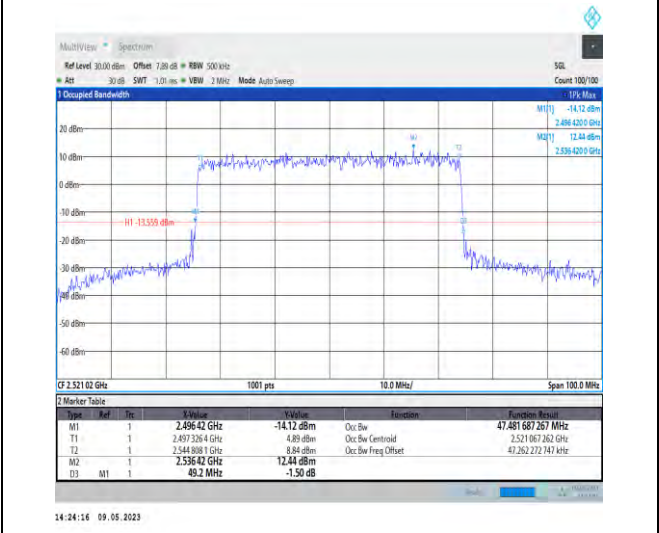 MultiView Spectrum
Ref Level 30.00 dBm Offset 7.89 dB RBW 500 kHz SGL
Att 30 dB SWT 1.01 ms VBW 2 MHz Mode Auto Sweep Count 100/100
1 Occupied Bandwidth 1Pk Max
M1[1] -14.12 dBm
2.496 4200 GHz
M2[1] 12.44 dBm
2.536 4200 GHz
20 dBm
M2
T2
10 dBm
0 dBm
-10 dBm
H1 -13.559 dBm
-20 dBm
-30 dBm
-40 dBm
-50 dBm
-60 dBm
CF 2.521 02 GHz 1001 pts 10.0 MHz/ Span 100.0 MHz
2 Marker Table
Type Ref Trc X-Value Y-Value Function Function Result
M1 1 2.496 42 GHz -14.12 dBm Occ Bw 47.481 687 267 MHz
T1 1 2.497 326 4 GHz 4.89 dBm Occ Bw Centroid 2.521 067 262 GHz
T2 1 2.544 808 1 GHz 8.84 dBm Occ Bw Freq Offset 47.262 272 747 kHz
M2 1 2.536 42 GHz 12.44 dBm
D3 M1 1 49.2 MHz -1.50 dB
14:24:16 09.05.2023